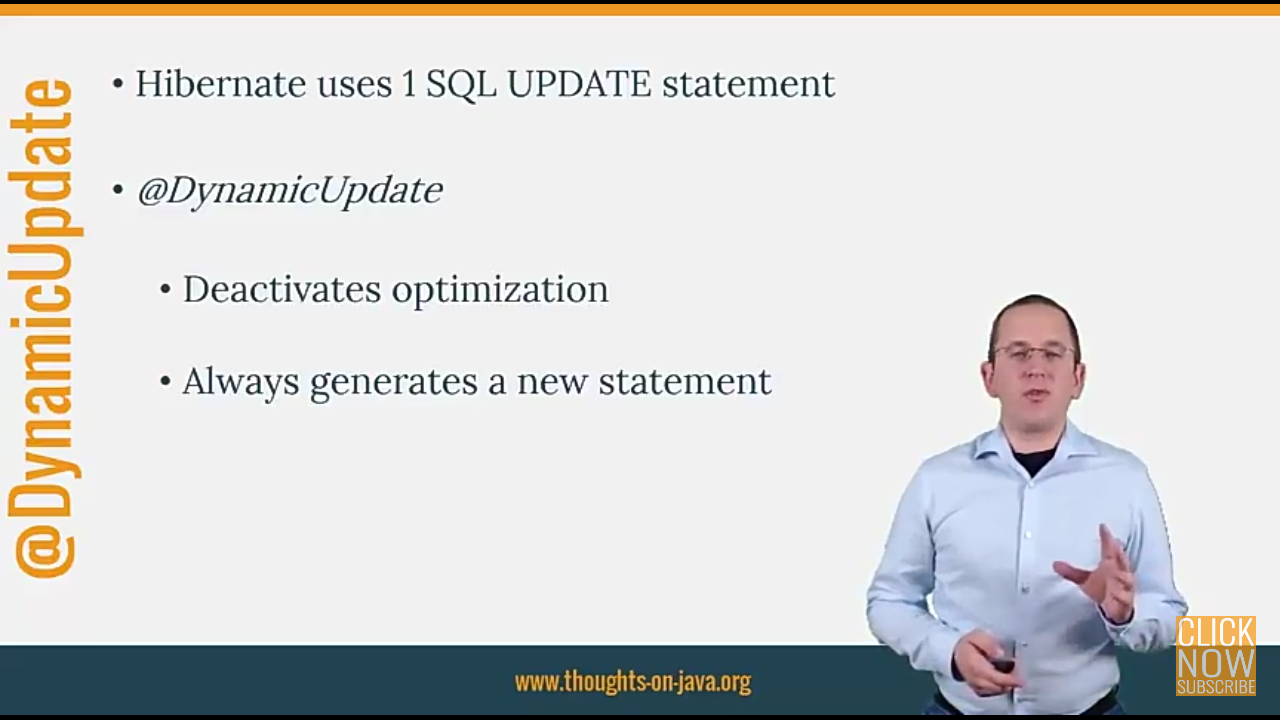 @DynamicUpdate
• Hibernate uses 1 SQL UPDATE statement
• @DynamicUpdate
• Deactivates optimization
• Always generates a new statement
www.thoughts-on-java.org
CLICK
NOW
SUBSCRIBE